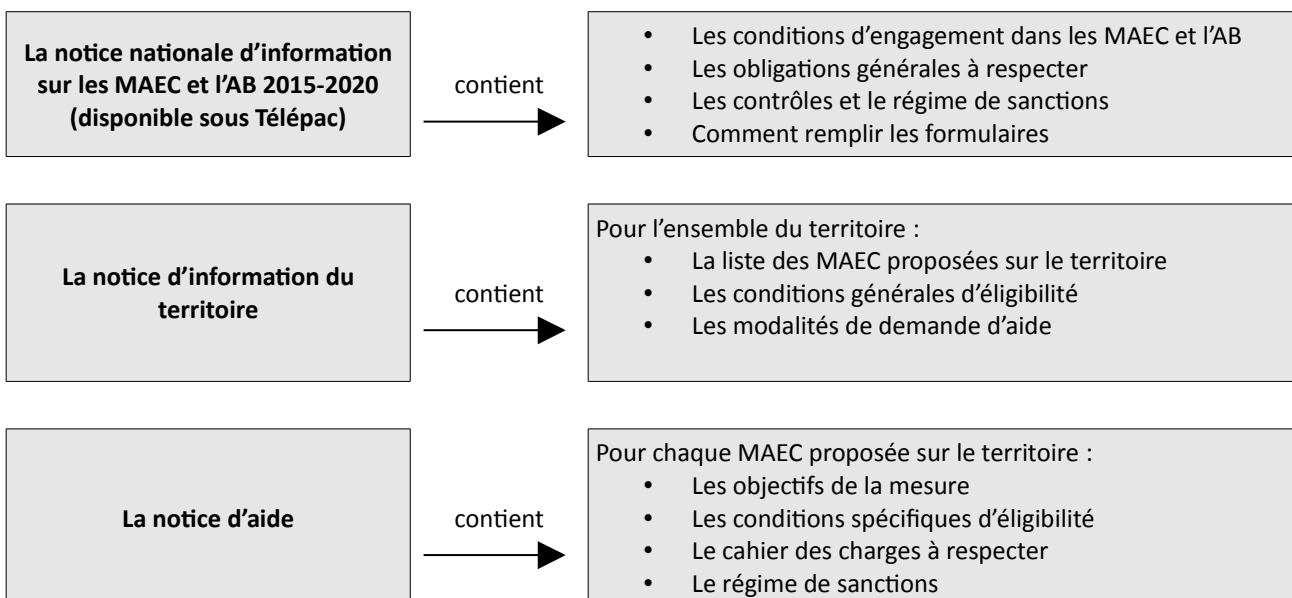 La notice nationale d'information
sur les MAEC et l'AB 2015-2020
(disponible sous Télépac)
contient
• Les conditions d'engagement dans les MAEC et l'AB
• Les obligations générales à respecter
• Les contrôles et le régime de sanctions
• Comment remplir les formulaires
La notice d'information du
territoire
contient
Pour l'ensemble du territoire :
• La liste des MAEC proposées sur le territoire
• Les conditions générales d'éligibilité
• Les modalités de demande d'aide
La notice d'aide
contient
Pour chaque MAEC proposée sur le territoire :
• Les objectifs de la mesure
• Les conditions spécifiques d'éligibilité
• Le cahier des charges à respecter
• Le régime de sanctions